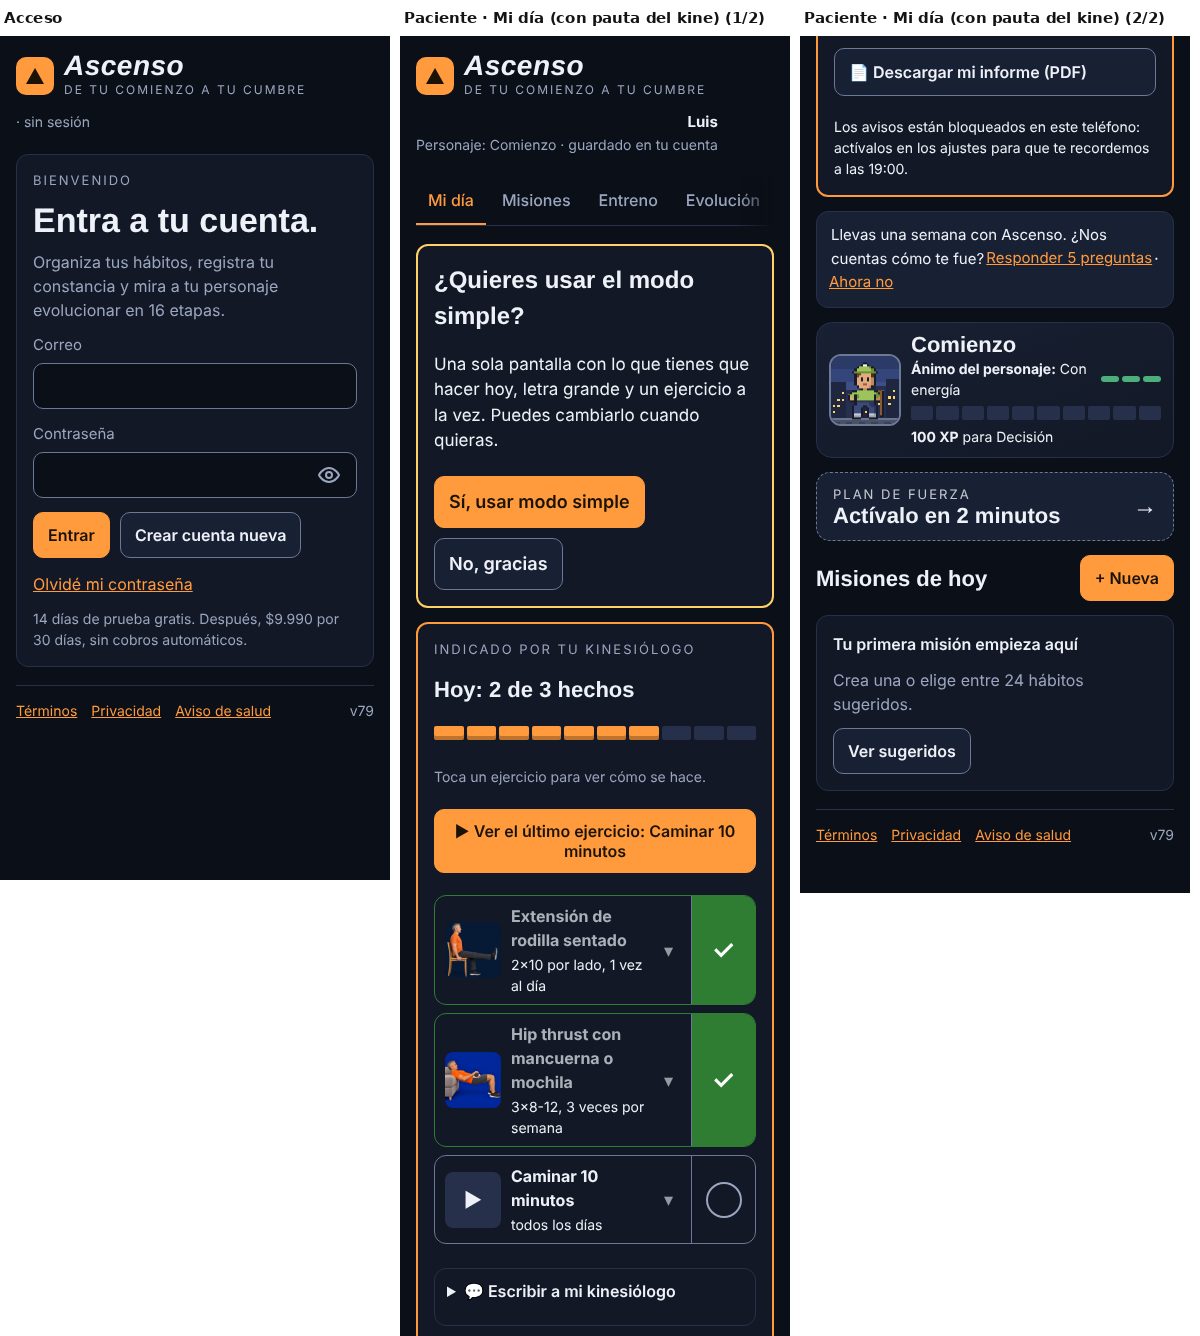 Acceso
Ascenso
DE TU COMIENZO A TU CUMBRE
· sin sesión
BIENVENIDO
Entra a tu cuenta.
Organiza tus hábitos, registra tu
constancia y mira a tu personaje
evolucionar en 16 etapas.
Correo
Contraseña
Entrar
Crear cuenta nueva
Olvidé mi contraseña
14 días de prueba gratis. Después, $9.990 por
30 días, sin cobros automáticos.
Términos Privacidad Aviso de salud v79
Paciente · Mi día (con pauta del kine) (1/2)
Ascenso
DE TU COMIENZO A TU CUMBRE
Luis
Personaje: Comienzo · guardado en tu cuenta
Mi día Misiones Entreno Evolución
¿Quieres usar el modo
simple?
Una sola pantalla con lo que tienes que
hacer hoy, letra grande y un ejercicio a
la vez. Puedes cambiarlo cuando
quieras.
Sí, usar modo simple
No, gracias
INDICADO POR TU KINESIÓLOGO
Hoy: 2 de 3 hechos
Toca un ejercicio para ver cómo se hace.
▶ Ver el último ejercicio: Caminar 10
minutos
Extensión de
rodilla sentado
2×10 por lado, 1 vez
al día
Hip thrust con
mancuerna o
mochila
3×8-12, 3 veces por
semana
Caminar 10
minutos
todos los días
▶ 💬 Escribir a mi kinesiólogo
Paciente · Mi día (con pauta del kine) (2/2)
📄 Descargar mi informe (PDF)
Los avisos están bloqueados en este teléfono:
actívalos en los ajustes para que te recordemos
a las 19:00.
Llevas una semana con Ascenso. ¿Nos
cuentas cómo te fue? Responder 5 preguntas ·
Ahora no
Comienzo
Ánimo del personaje: Con
energía
100 XP para Decisión
PLAN DE FUERZA
Actívalo en 2 minutos →
Misiones de hoy
+ Nueva
Tu primera misión empieza aquí
Crea una o elige entre 24 hábitos
sugeridos.
Ver sugeridos
Términos Privacidad Aviso de salud v79